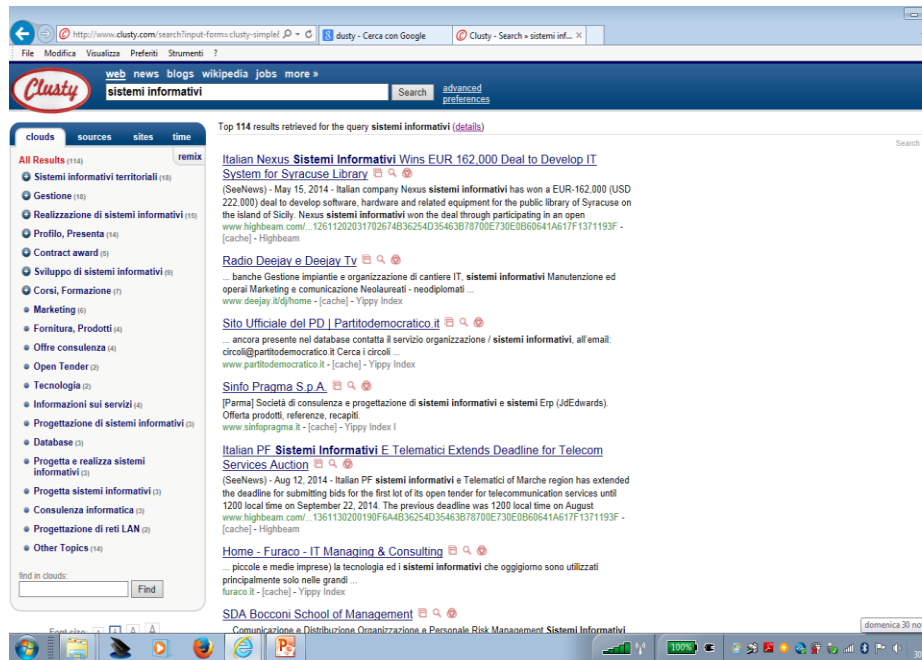 http://www.clusty.com/search?input-form=clusty-simplel
dusty - Cerca con Google
Clusty - Search » sistemi inf...
File Modifica Visualizza Preferiti Strumenti ?
Clusty
web news blogs wikipedia jobs more »
sistemi informativi
Search
advanced
preferences
clouds sources sites time
remix
All Results (114)
Sistemi informativi territoriali (18)
Gestione (18)
Realizzazione di sistemi informativi (15)
Profilo, Presenta (14)
Contract award (5)
Sviluppo di sistemi informativi (9)
Corsi, Formazione (7)
Marketing (6)
Fornitura, Prodotti (4)
Offre consulenza (4)
Open Tender (2)
Tecnologia (2)
Informazioni sui servizi (4)
Progettazione di sistemi informativi (3)
Database (3)
Progetta e realizza sistemi
informativi (3)
Progetta sistemi informativi (3)
Consulenza informatica (3)
Progettazione di reti LAN (2)
Other Topics (14)
find in clouds:
Find
Font size: A A A A
Top 114 results retrieved for the query sistemi informativi (details)
Search
Italian Nexus Sistemi Informativi Wins EUR 162,000 Deal to Develop IT
System for Syracuse Library
(SeeNews) - May 15, 2014 - Italian company Nexus sistemi informativi has won a EUR-162,000 (USD
222,000) deal to develop software, hardware and related equipment for the public library of Syracuse on
the island of Sicily. Nexus sistemi informativi won the deal through participating in an open
www.highbeam.com/...12611202031702674B36254D35463B78700E730E0B60641A617F1371193F -
[cache] - Highbeam
Radio Deejay e Deejay Tv
... banche Gestione impiantie e organizzazione di cantiere IT, sistemi informativi Manutenzione ed
operai Marketing e comunicazione Neolaureati - neodiplomati ...
www.deejay.it/dj/home - [cache] - Yippy Index
Sito Ufficiale del PD | Partitodemocratico.it
... ancora presente nel database contatta il servizio organizzazione / sistemi informativi, all'email:
circoli@partitodemocratico.it Cerca i circoli ...
www.partitodemocratico.it - [cache] - Yippy Index
Sinfo Pragma S.p.A.
[Parma] Società di consulenza e progettazione di sistemi informativi e sistemi Erp (JdEdwards).
Offerta prodotti, referenze, recapiti.
www.sinfopragma.it - [cache] - Yippy Index I
Italian PF Sistemi Informativi E Telematici Extends Deadline for Telecom
Services Auction
(SeeNews) - Aug 12, 2014 - Italian PF sistemi informativi e Telematici of Marche region has extended
the deadline for submitting bids for the first lot of its open tender for telecommunication services until
1200 local time on September 22, 2014. The previous deadline was 1200 local time on August
www.highbeam.com/...1361130200190F6A4B36254D35463B78700E730E0B60641A617F1371193F -
[cache] - Highbeam
Home - Furaco - IT Managing & Consulting
... piccole e medie imprese) la tecnologia ed i sistemi informativi che oggigiorno sono utilizzati
principalmente solo nelle grandi ...
furaco.it - [cache] - Yippy Index
SDA Bocconi School of Management
Comunicazione e Distribuzione Organizzazione e Personale Risk Management Sistemi Informativi
domenica 30 no
100%
30